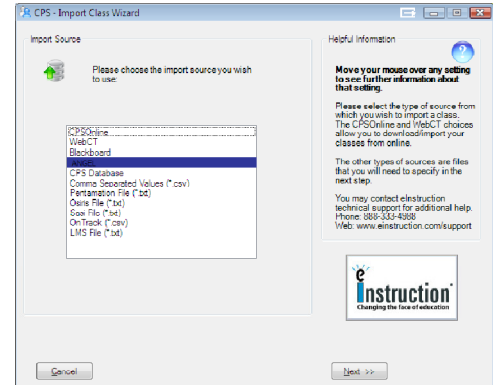 CPS - Import Class Wizard
Import Source
Please choose the import source you wish
to use:
CPSOnline
WebCT
Blackboard
ANGEL
CPS Database
Comma Separated Values (*.csv)
Pentamation File (*.txt)
Osiris File (*.txt)
Sasi File (*.txt)
OnTrack (*.csv)
LMS File (*.txt)
Helpful Information
Move your mouse over any setting
to see further information about
that setting.
Please select the type of source from
which you wish to import a class.
The CPSOnline and WebCT choices
allow you to download/import your
classes from online.
The other types of sources are files
that you will need to specify in the
next step.
You may contact eInstruction
technical support for additional help.
Phone: 888-333-4988
Web: www.einstruction.com/support
einstruction
Changing the face of education
Cancel
Next >>